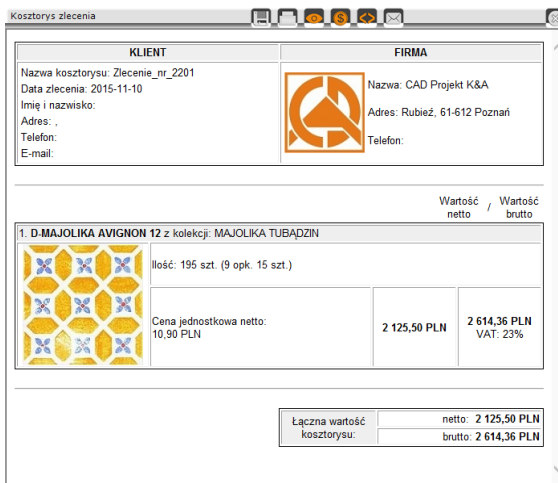 Kosztorys zlecenia
KLIENT
Nazwa kosztorysu: Zlecenie_nr_2201
Data zlecenia: 2015-11-10
Imię i nazwisko:
Adres: ,
Telefon:
E-mail:
FIRMA
Nazwa: CAD Projekt K&A
Adres: Rubież, 61-612 Poznań
Telefon:
Wartość netto / Wartość brutto
1. D-MAJOLIKA AVIGNON 12 z kolekcji: MAJOLIKA TUBĄDZIN
Ilość: 195 szt. (9 opk. 15 szt.)
Cena jednostkowa netto:
10,90 PLN
2 125,50 PLN
2 614,36 PLN
VAT: 23%
Łączna wartość
kosztorysu:
netto: 2 125,50 PLN
brutto: 2 614,36 PLN